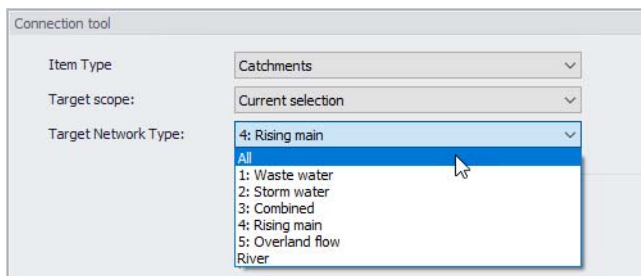 Connection tool
Item Type
Catchments
Target scope:
Current selection
Target Network Type:
4: Rising main
All
1: Waste water
2: Storm water
3: Combined
4: Rising main
5: Overland flow
River